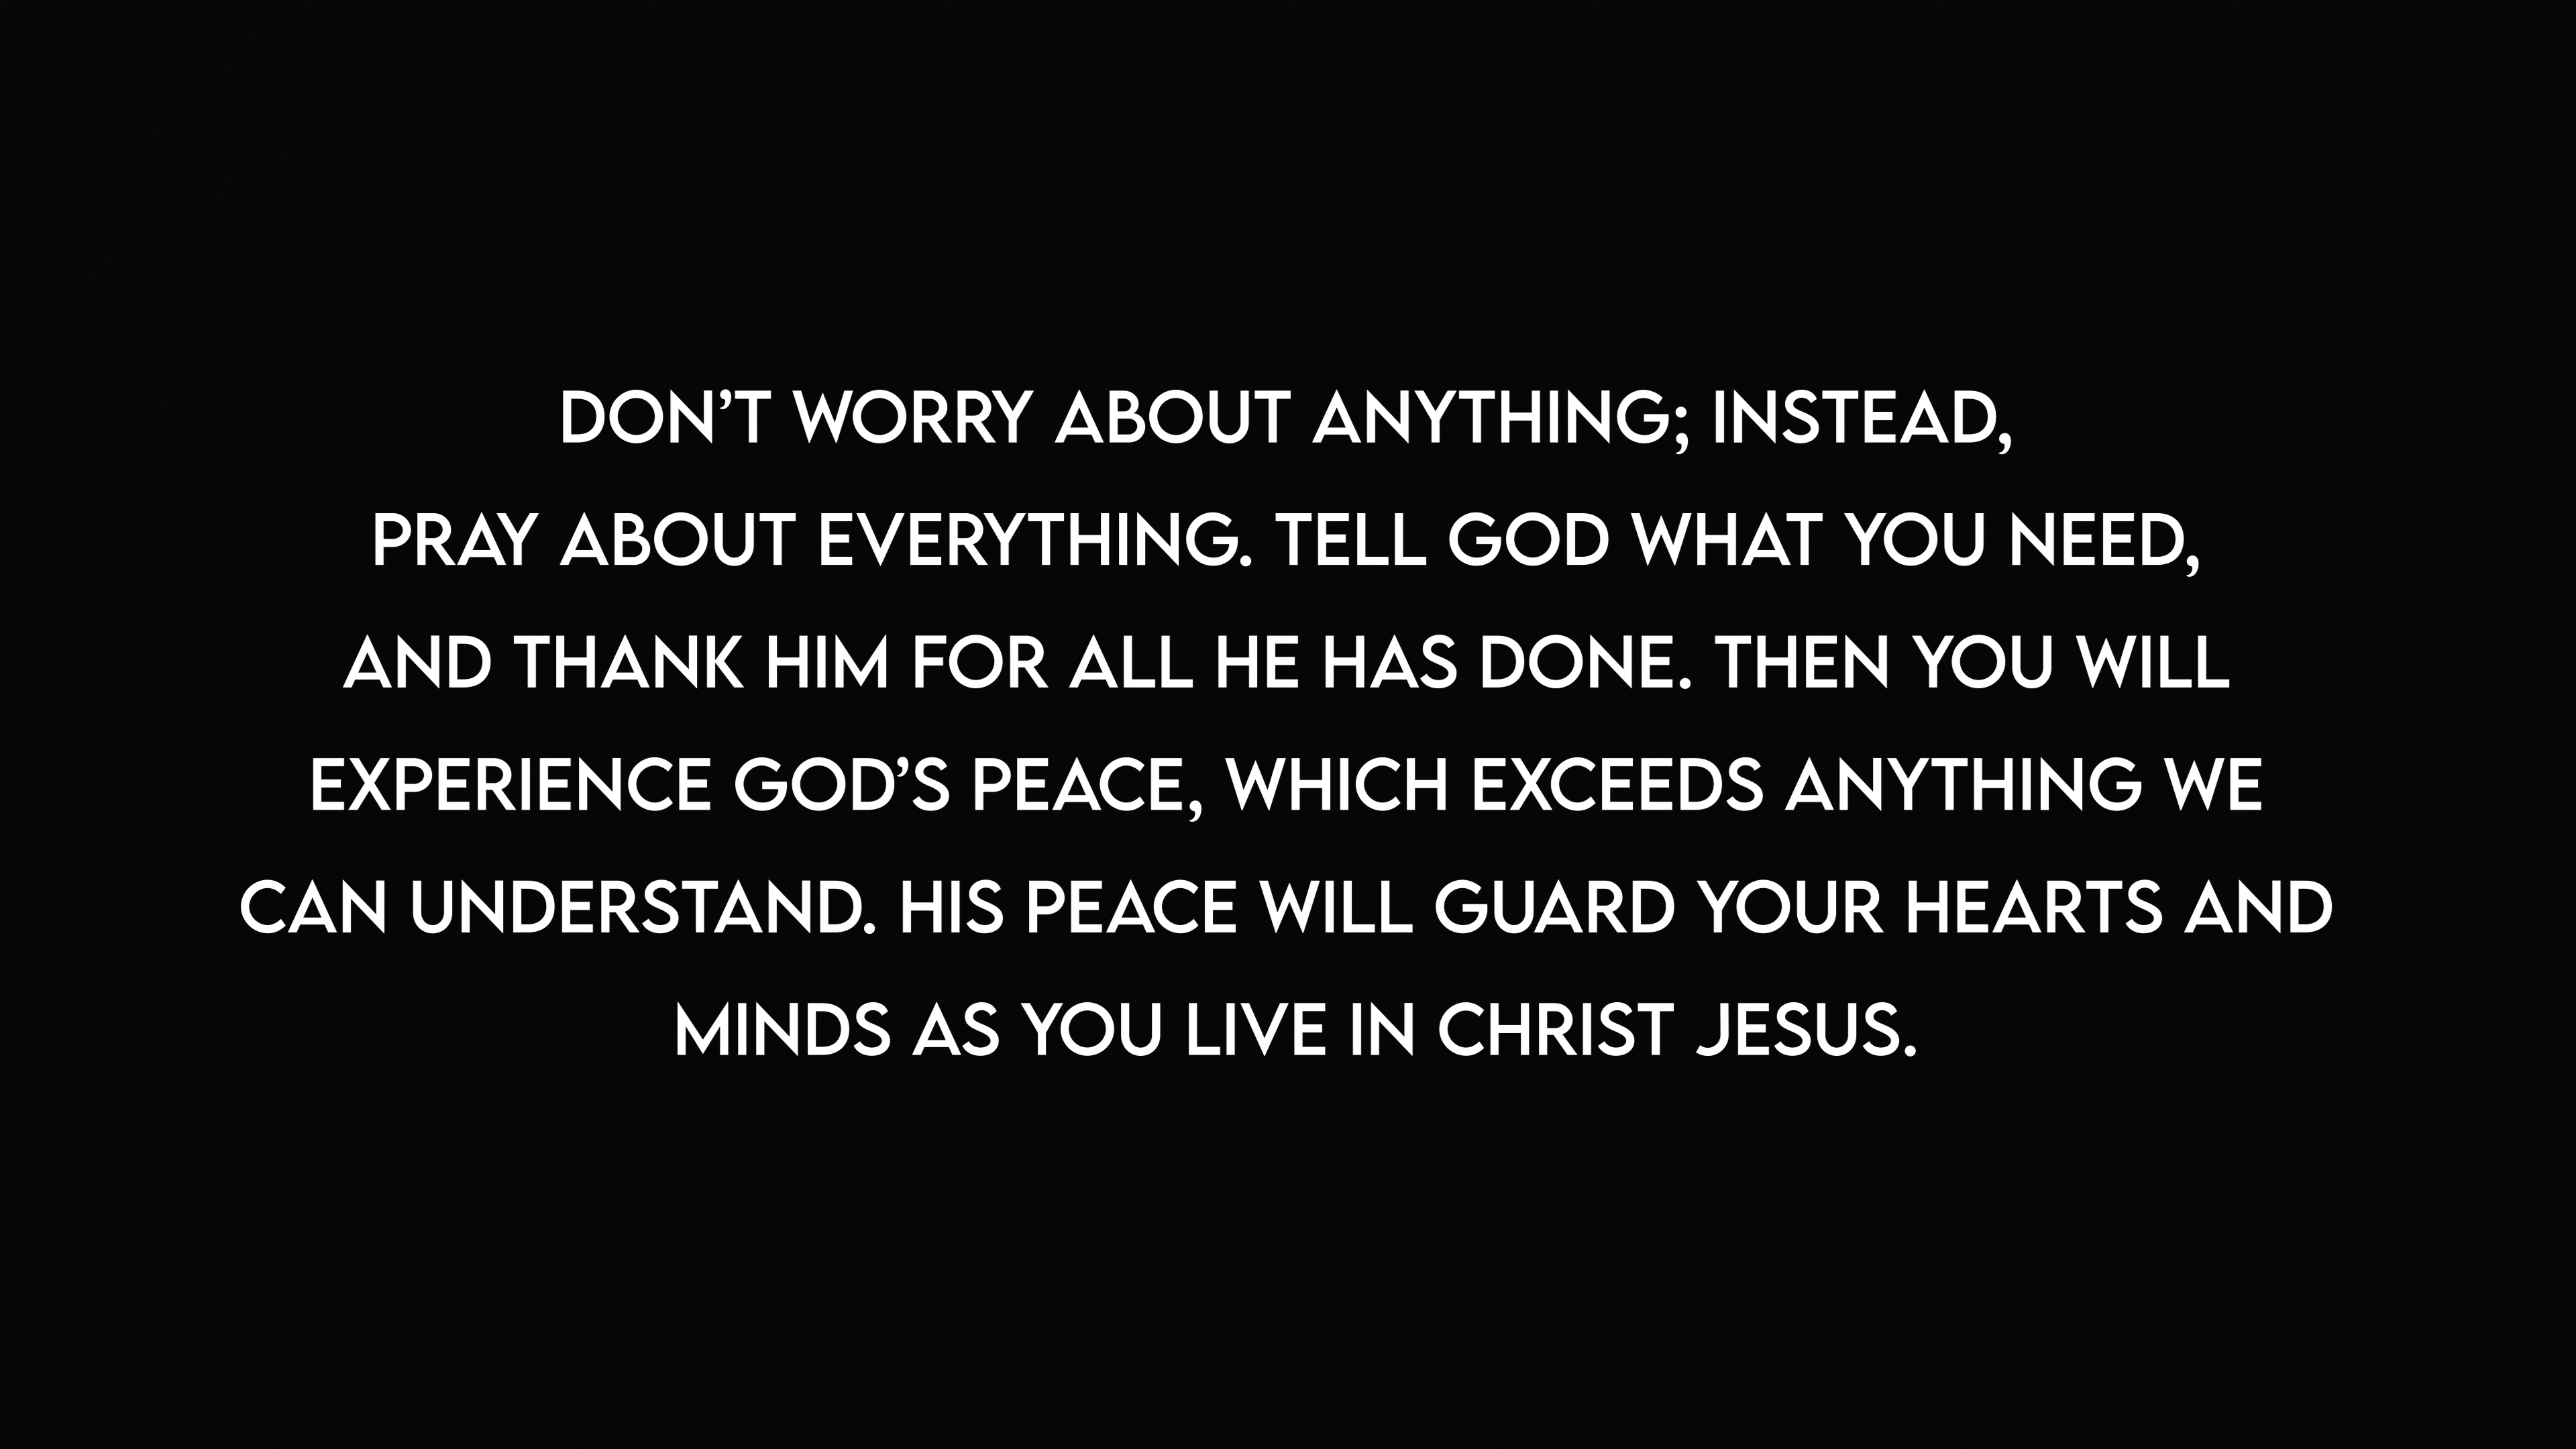 DON’T WORRY ABOUT ANYTHING; INSTEAD,
PRAY ABOUT EVERYTHING. TELL GOD WHAT YOU NEED,
AND THANK HIM FOR ALL HE HAS DONE. THEN YOU WILL
EXPERIENCE GOD’S PEACE, WHICH EXCEEDS ANYTHING WE
CAN UNDERSTAND. HIS PEACE WILL GUARD YOUR HEARTS AND
MINDS AS YOU LIVE IN CHRIST JESUS.